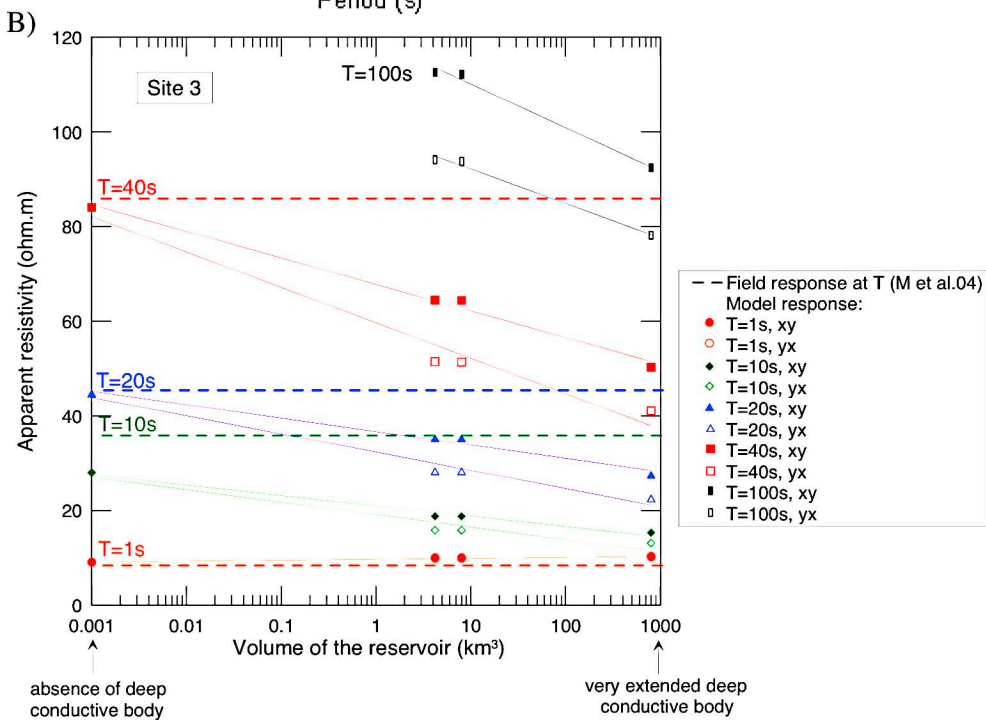 Period (s)
B)
120
100
80
60
40
20
0
Apparent resistivity (ohm.m)
Site 3
T=100s
T=40s
T=20s
T=10s
T=1s
0.001
0.01
0.1
1
10
100
1000
Volume of the reservoir (km³)
absence of deep
conductive body
very extended deep
conductive body
Field response at T (M et al.04)
Model response:
T=1s, xy
T=1s, yx
T=10s, xy
T=10s, yx
T=20s, xy
T=20s, yx
T=40s, xy
T=40s, yx
T=100s, xy
T=100s, yx